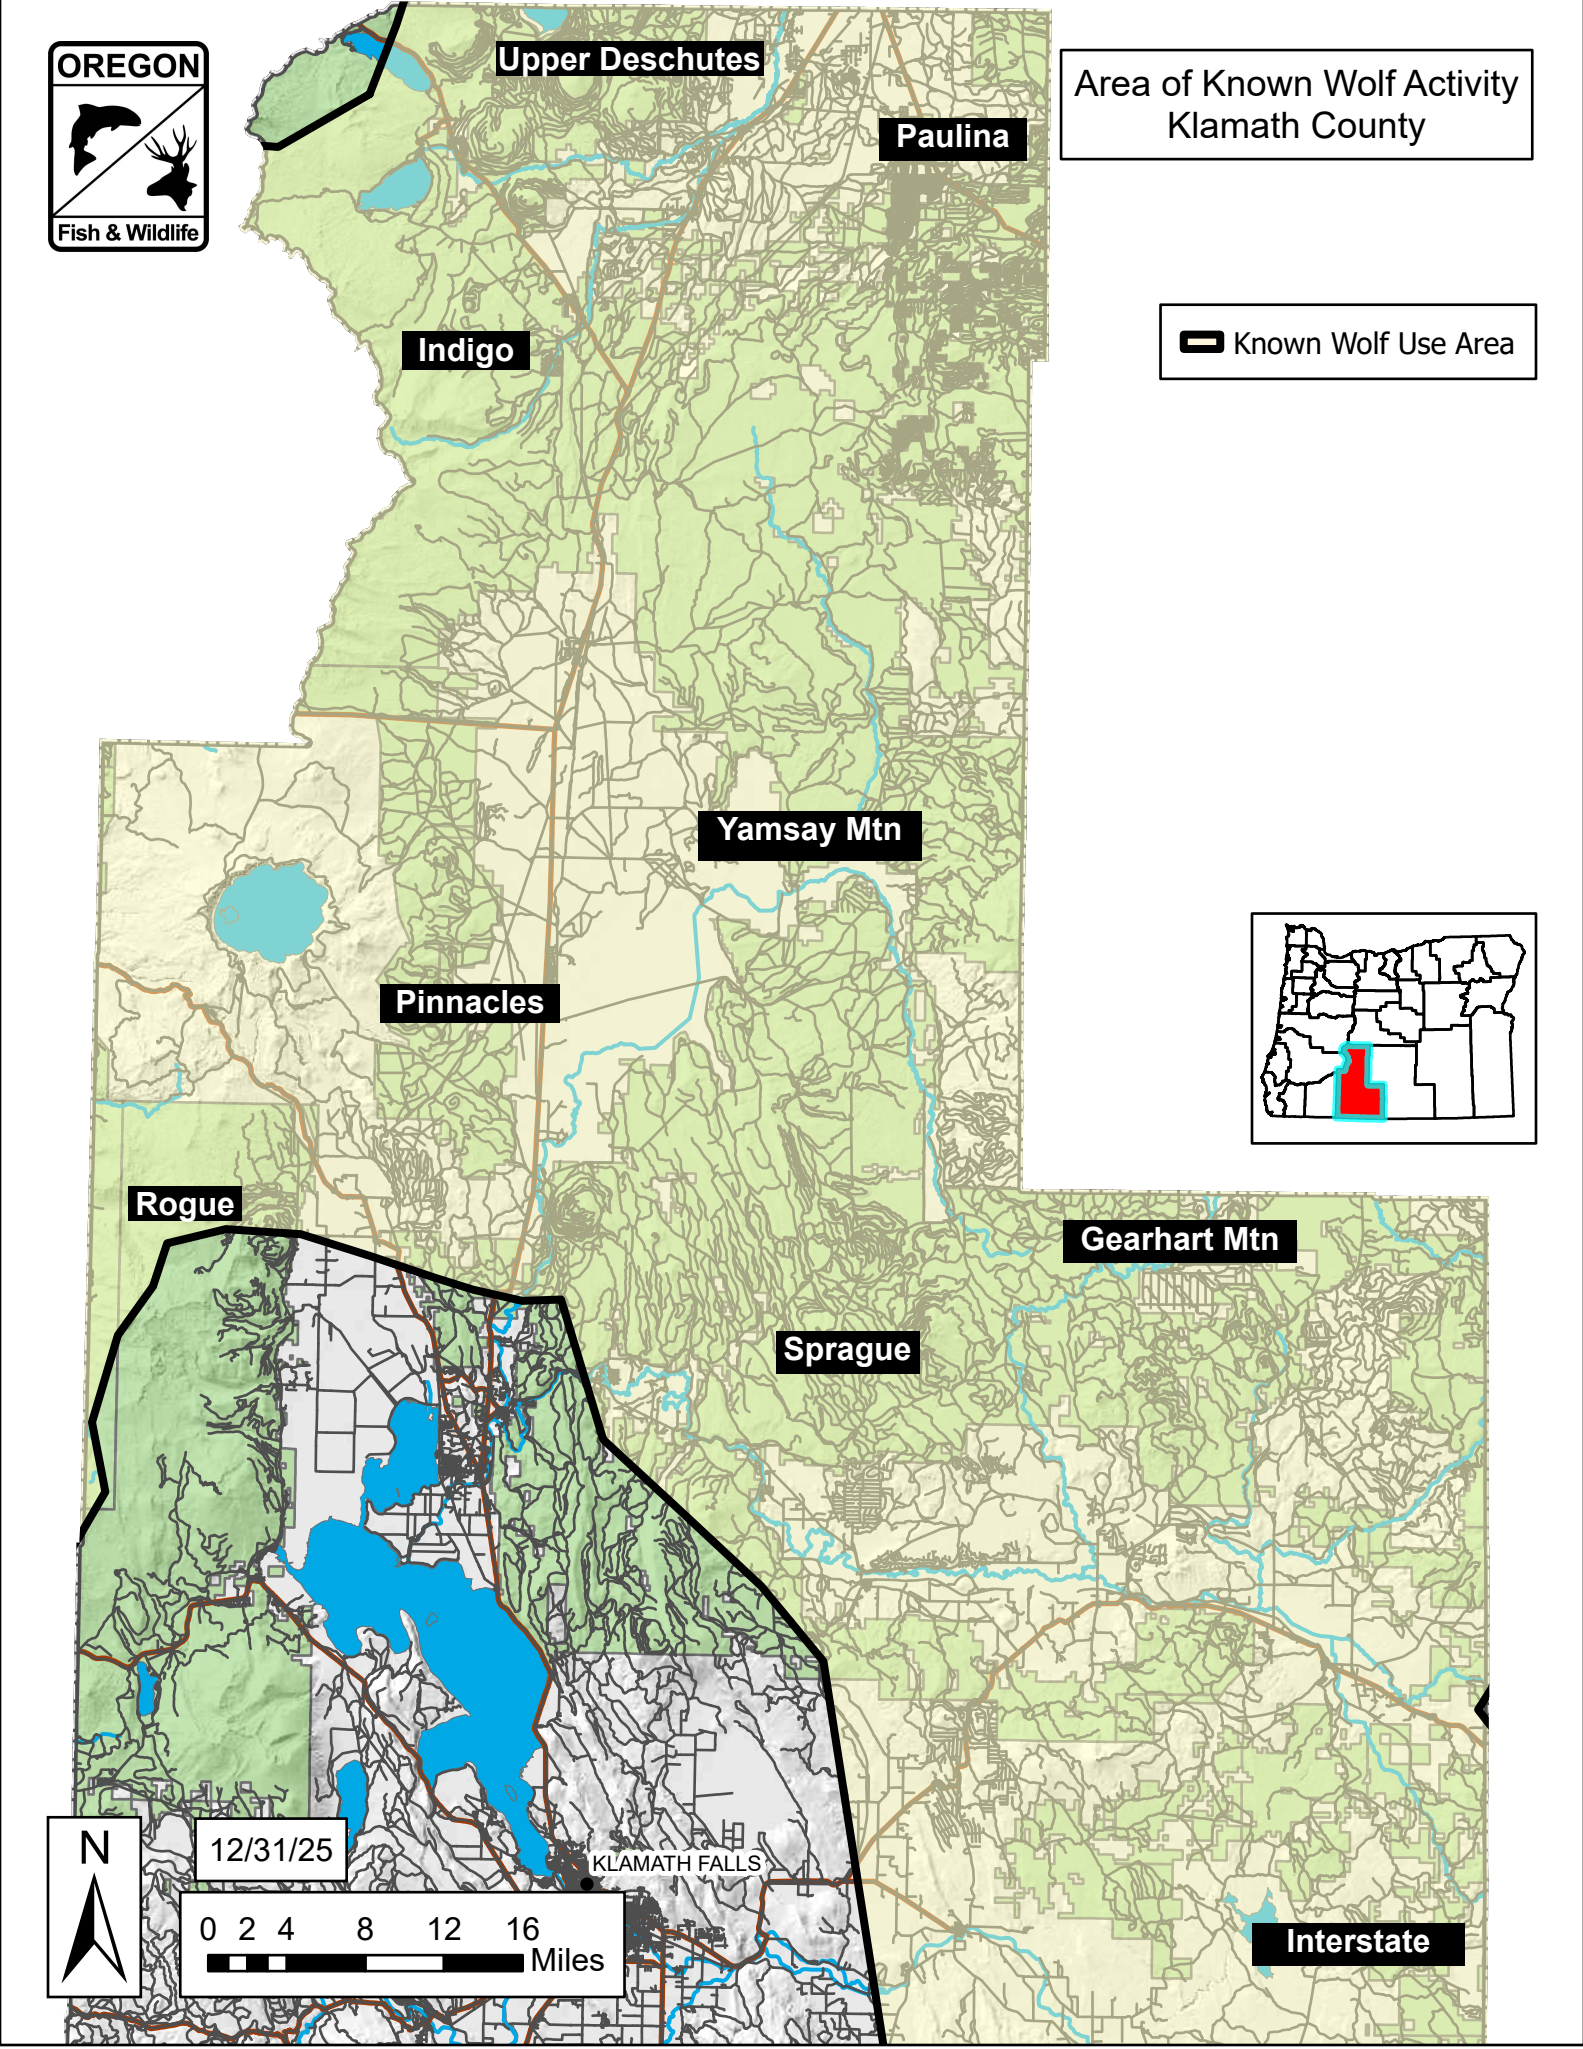 OREGON
Fish & Wildlife
Upper Deschutes
Area of Known Wolf Activity
Klamath County
Paulina
Indigo
Known Wolf Use Area
Yamsay Mtn
Pinnacles
Rogue
Gearhart Mtn
Sprague
N
12/31/25
KLAMATH FALLS
0 2 4 8 12 16
Miles
Interstate